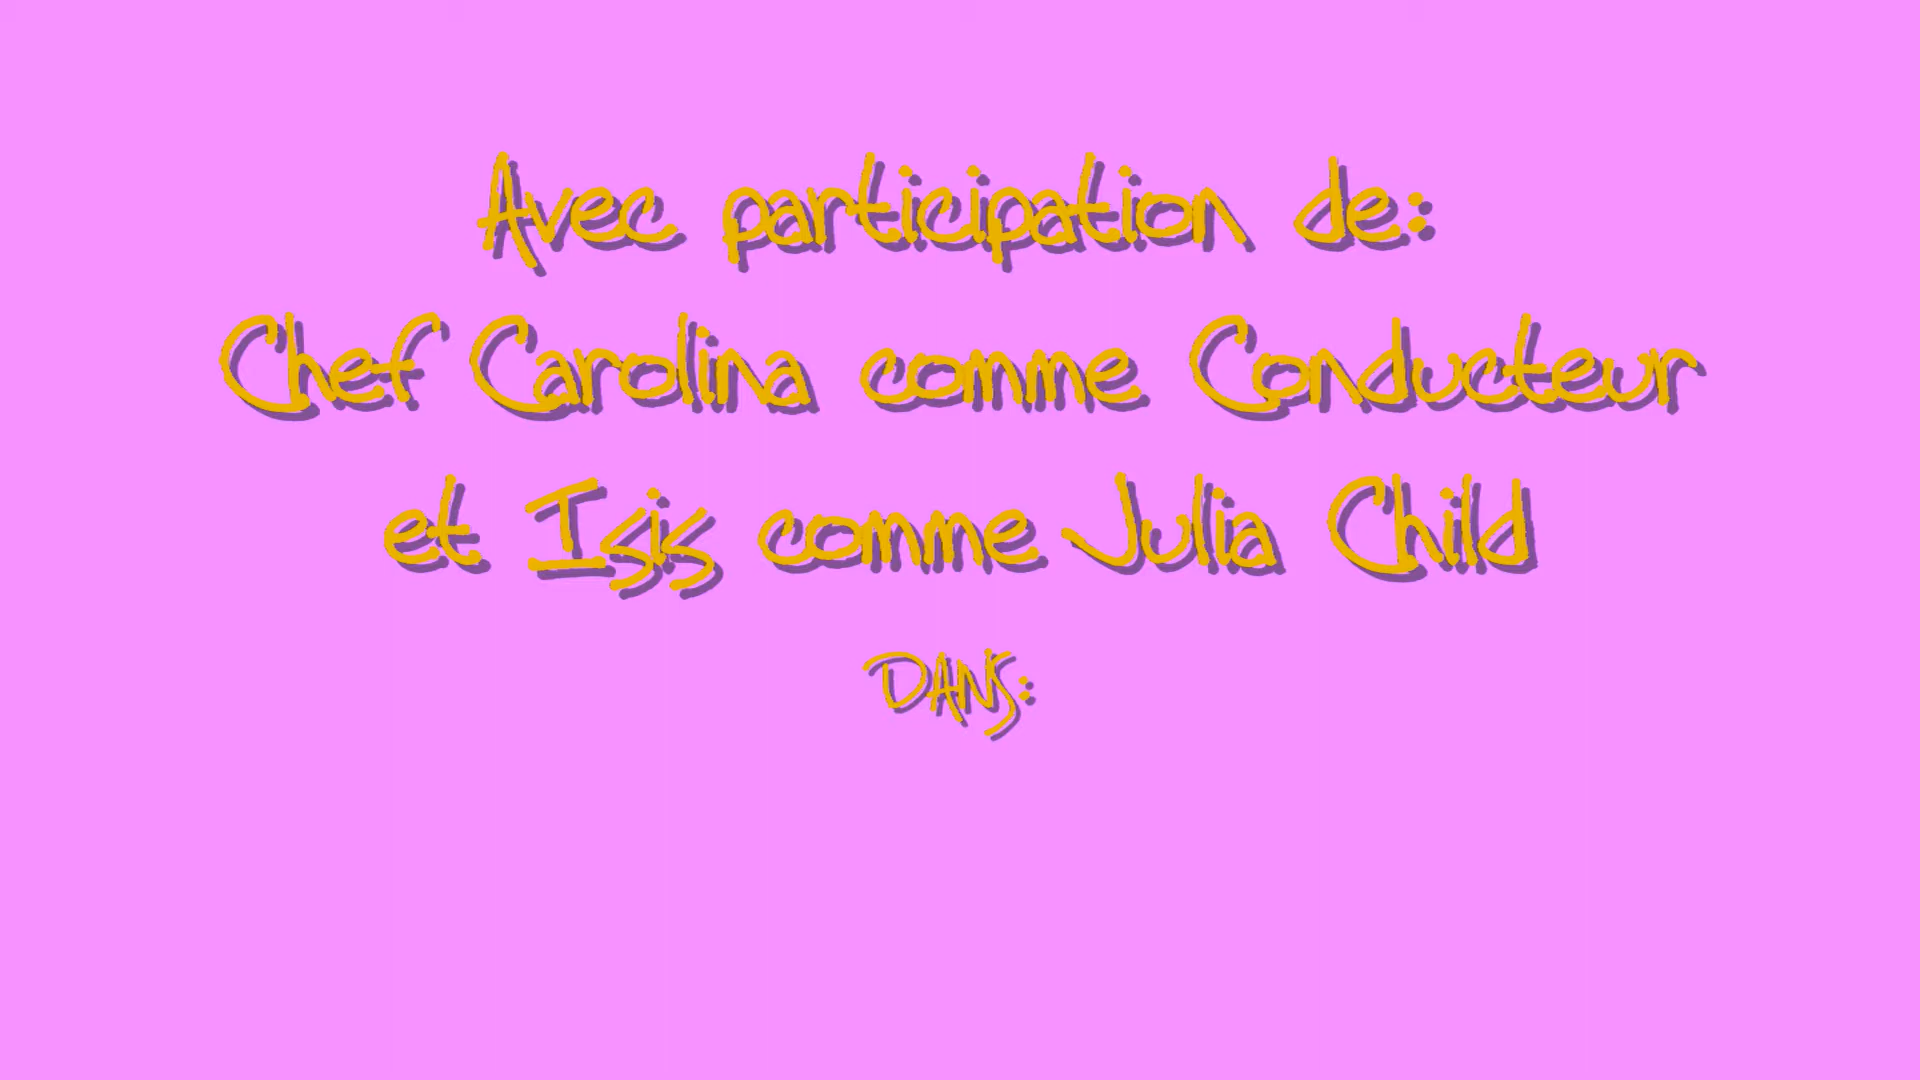 Avec participation de:
Chef Carolina comme Conducteur
et Isis comme Julia Child
DANS: